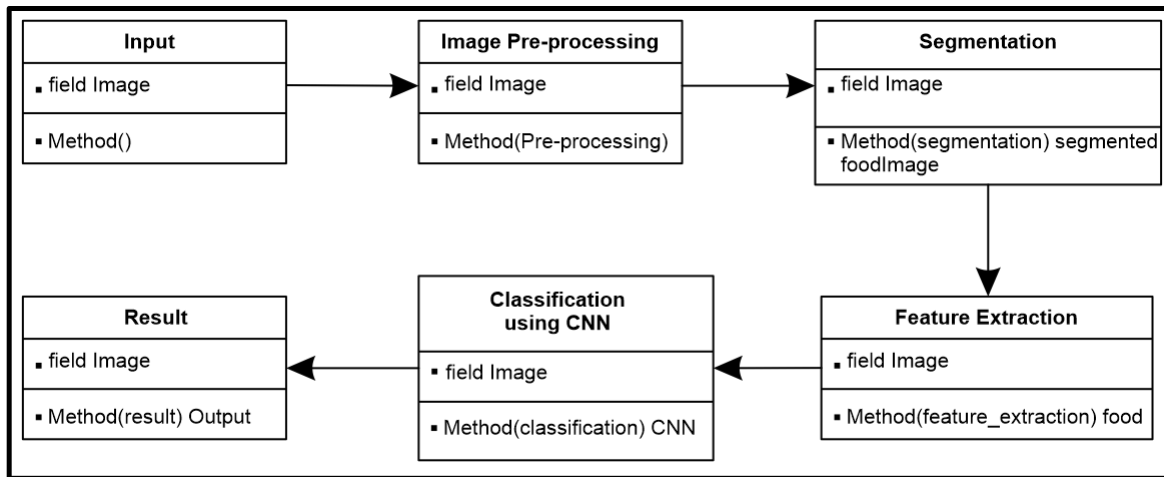 Input
▪ field Image
▪ Method()
Image Pre-processing
▪ field Image
▪ Method(Pre-processing)
Segmentation
▪ field Image
▪ Method(segmentation) segmented
foodImage
Feature Extraction
▪ field Image
▪ Method(feature_extraction) food
Classification
using CNN
▪ field Image
▪ Method(classification) CNN
Result
▪ field Image
▪ Method(result) Output